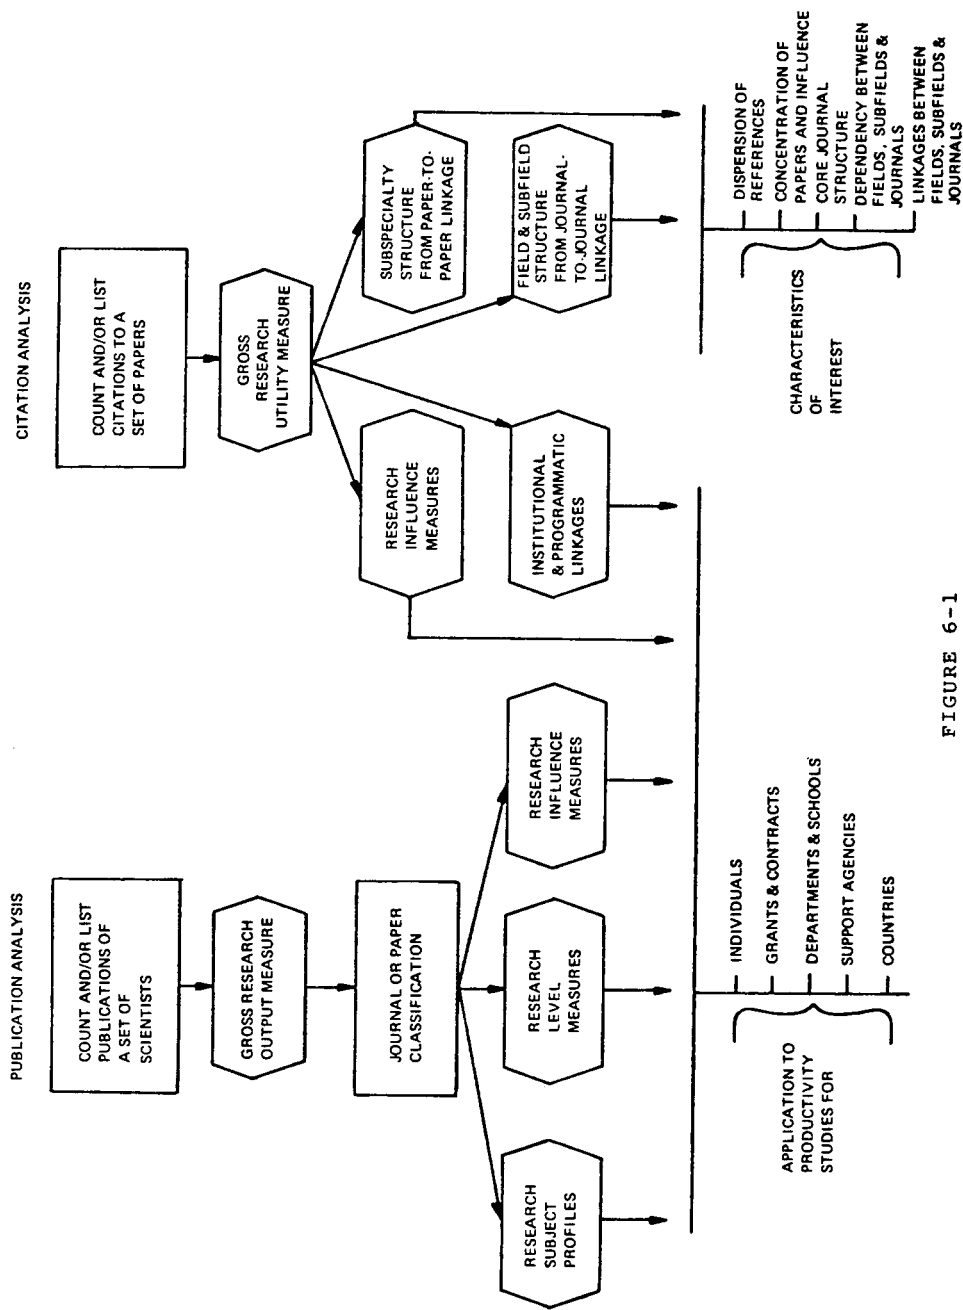 PUBLICATION ANALYSIS
COUNT AND/OR LIST
PUBLICATIONS OF
A SET OF
SCIENTISTS
GROSS RESEARCH
OUTPUT MEASURE
JOURNAL OR PAPER
CLASSIFICATION
RESEARCH
SUBJECT
PROFILES
RESEARCH
LEVEL
MEASURES
RESEARCH
INFLUENCE
MEASURES
CITATION ANALYSIS
COUNT AND/OR LIST
CITATIONS TO A
SET OF PAPERS
GROSS
RESEARCH
UTILITY MEASURE
RESEARCH
INFLUENCE
MEASURES
SUBSPECIALTY
STRUCTURE
FROM PAPER-TO-
PAPER LINKAGE
INSTITUTIONAL
& PROGRAMMATIC
LINKAGES
FIELD & SUBFIELD
STRUCTURE
FROM JOURNAL-
TO-JOURNAL
LINKAGE
APPLICATION TO
PRODUCTIVITY
STUDIES FOR
INDIVIDUALS
GRANTS & CONTRACTS
DEPARTMENTS & SCHOOLS
SUPPORT AGENCIES
COUNTRIES
CHARACTERISTICS
OF
INTEREST
DISPERSION OF
REFERENCES
CONCENTRATION OF
PAPERS AND INFLUENCE
CORE JOURNAL
STRUCTURE
DEPENDENCY BETWEEN
FIELDS, SUBFIELDS &
JOURNALS
LINKAGES BETWEEN
FIELDS, SUBFIELDS &
JOURNALS
FIGURE 6-1